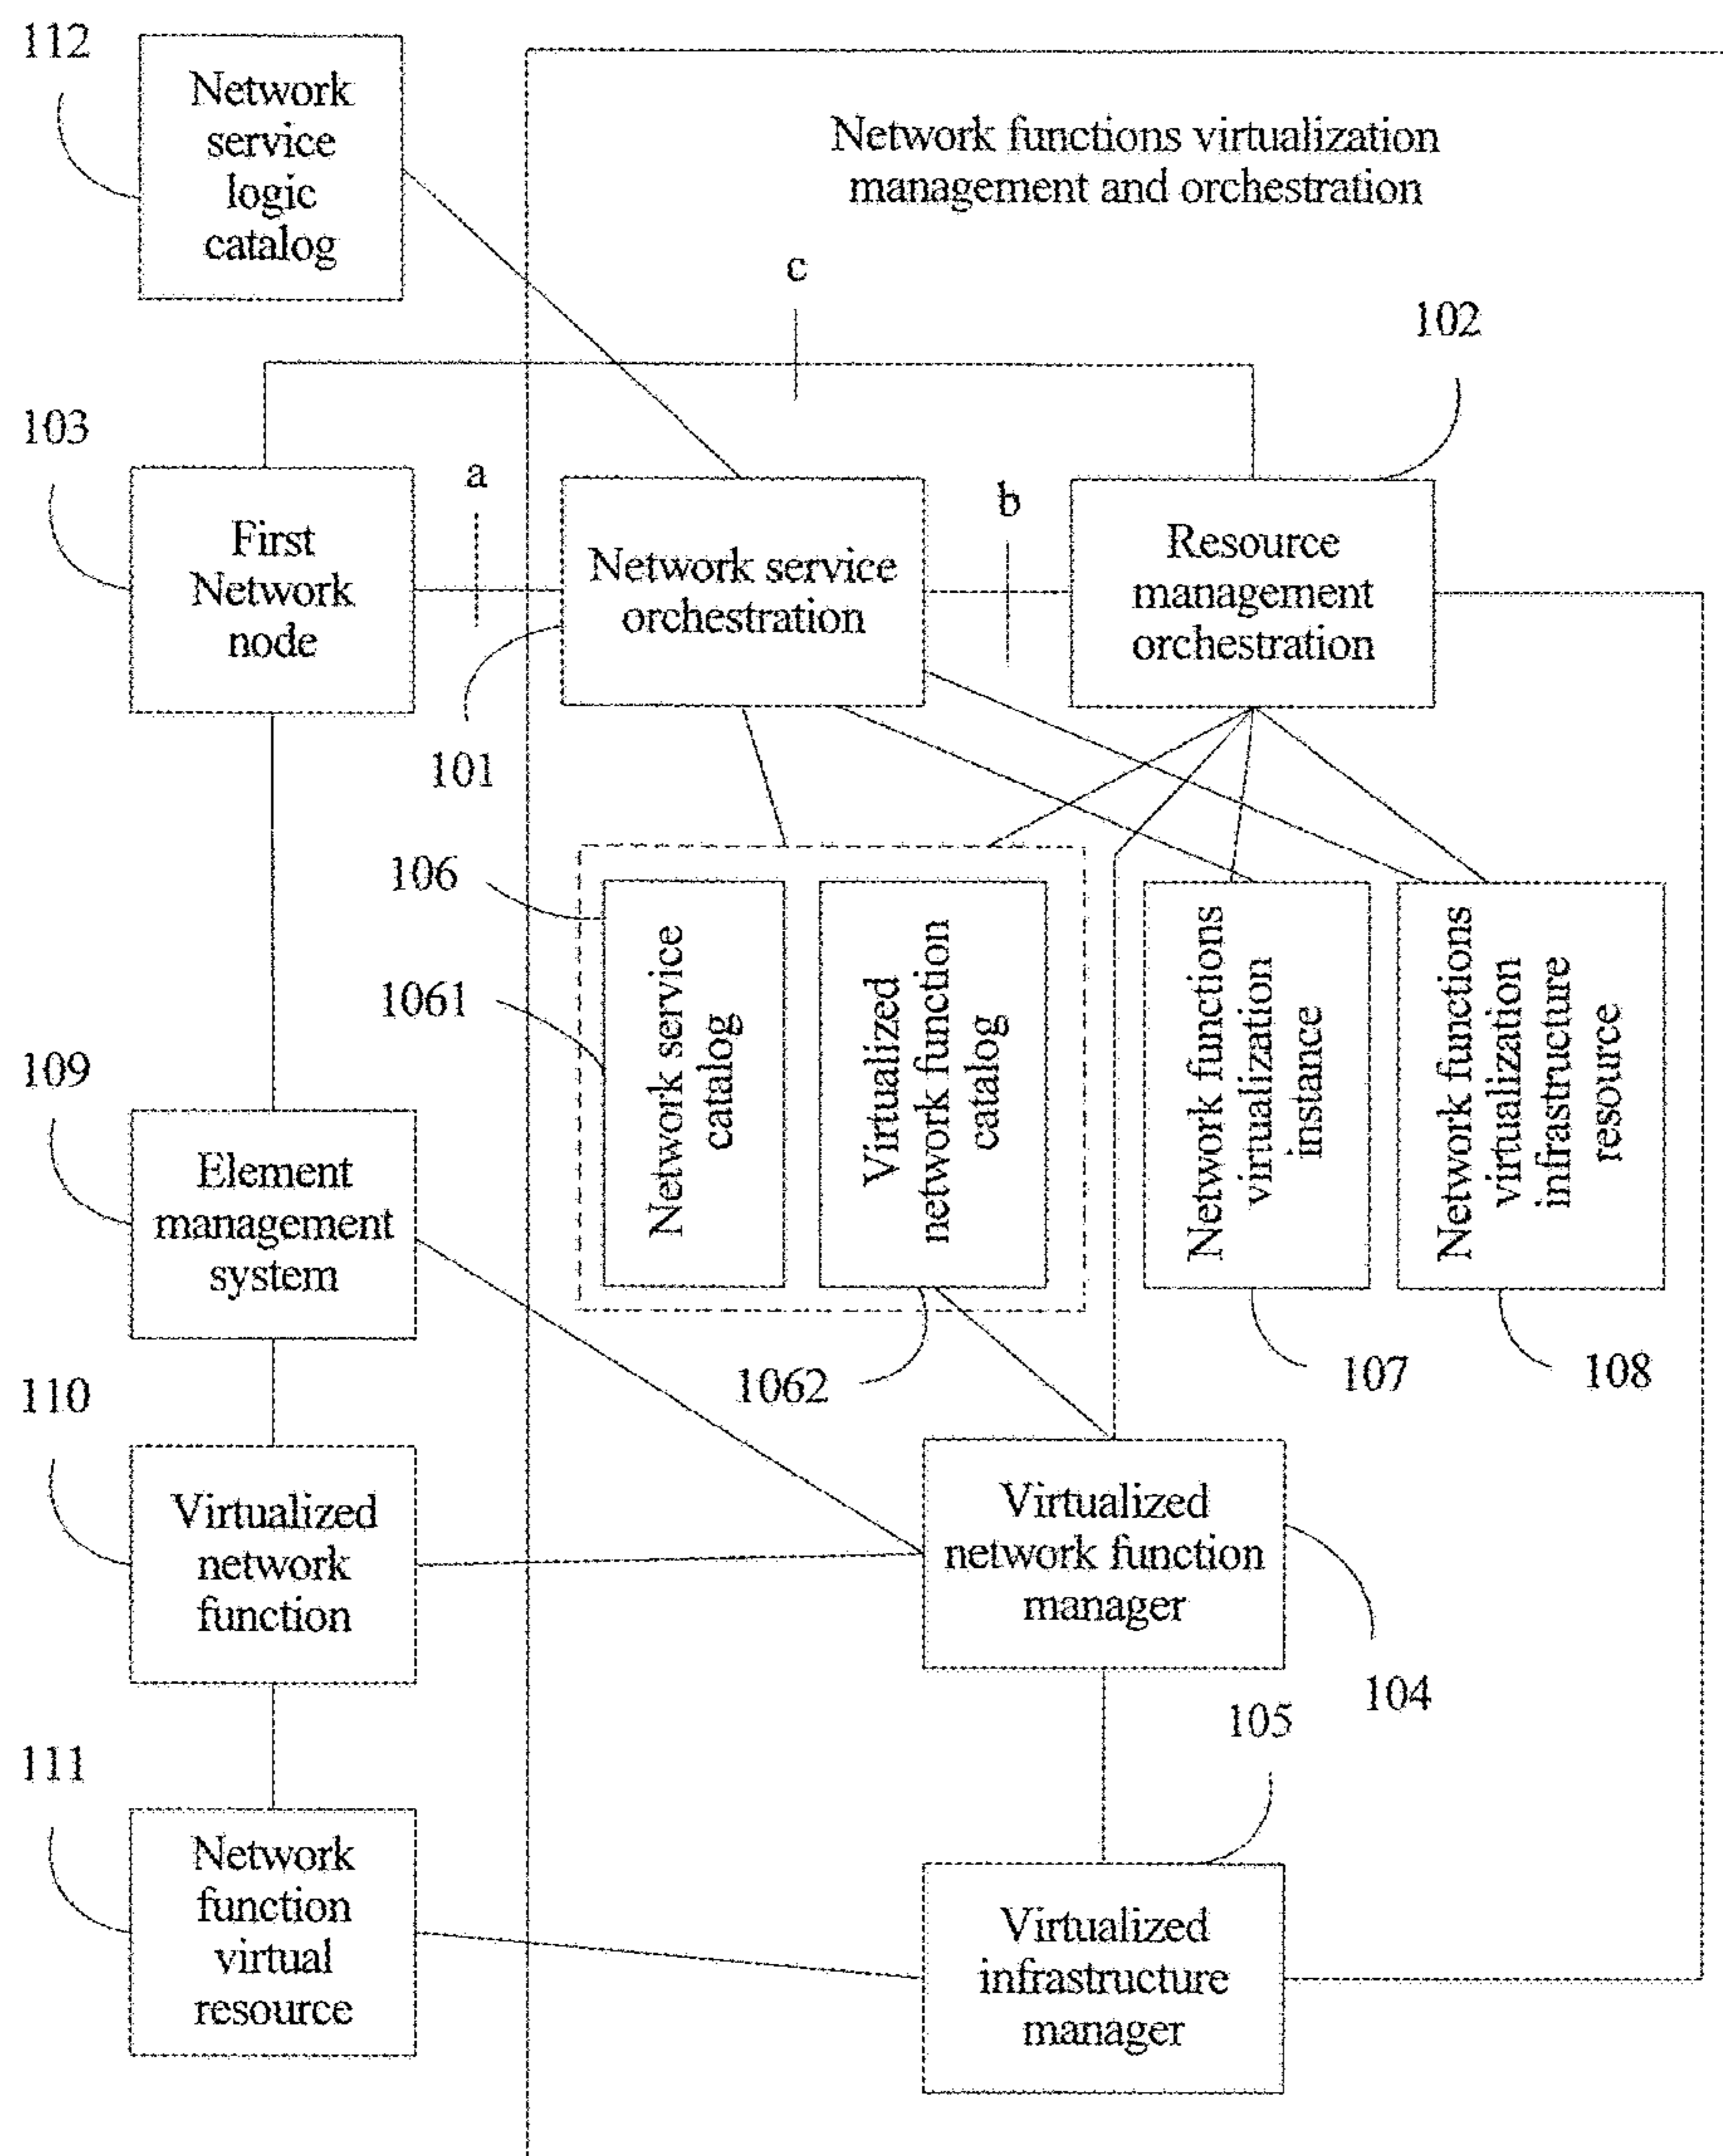 112
Network
service
logic
catalog
Network functions virtualization
management and orchestration
c
102
103
First
Network
node
a
Network service
orchestration
b
Resource
management
orchestration
101
106
1061
Network service
catalog
Virtualized
network function
catalog
Network functions
virtualization
instance
Network functions
virtualization
infrastructure
resource
109
Element
management
system
1062
107
108
110
Virtualized
network
function
Virtualized
network function
manager
104
105
111
Network
function
virtual
resource
Virtualized
infrastructure
manager